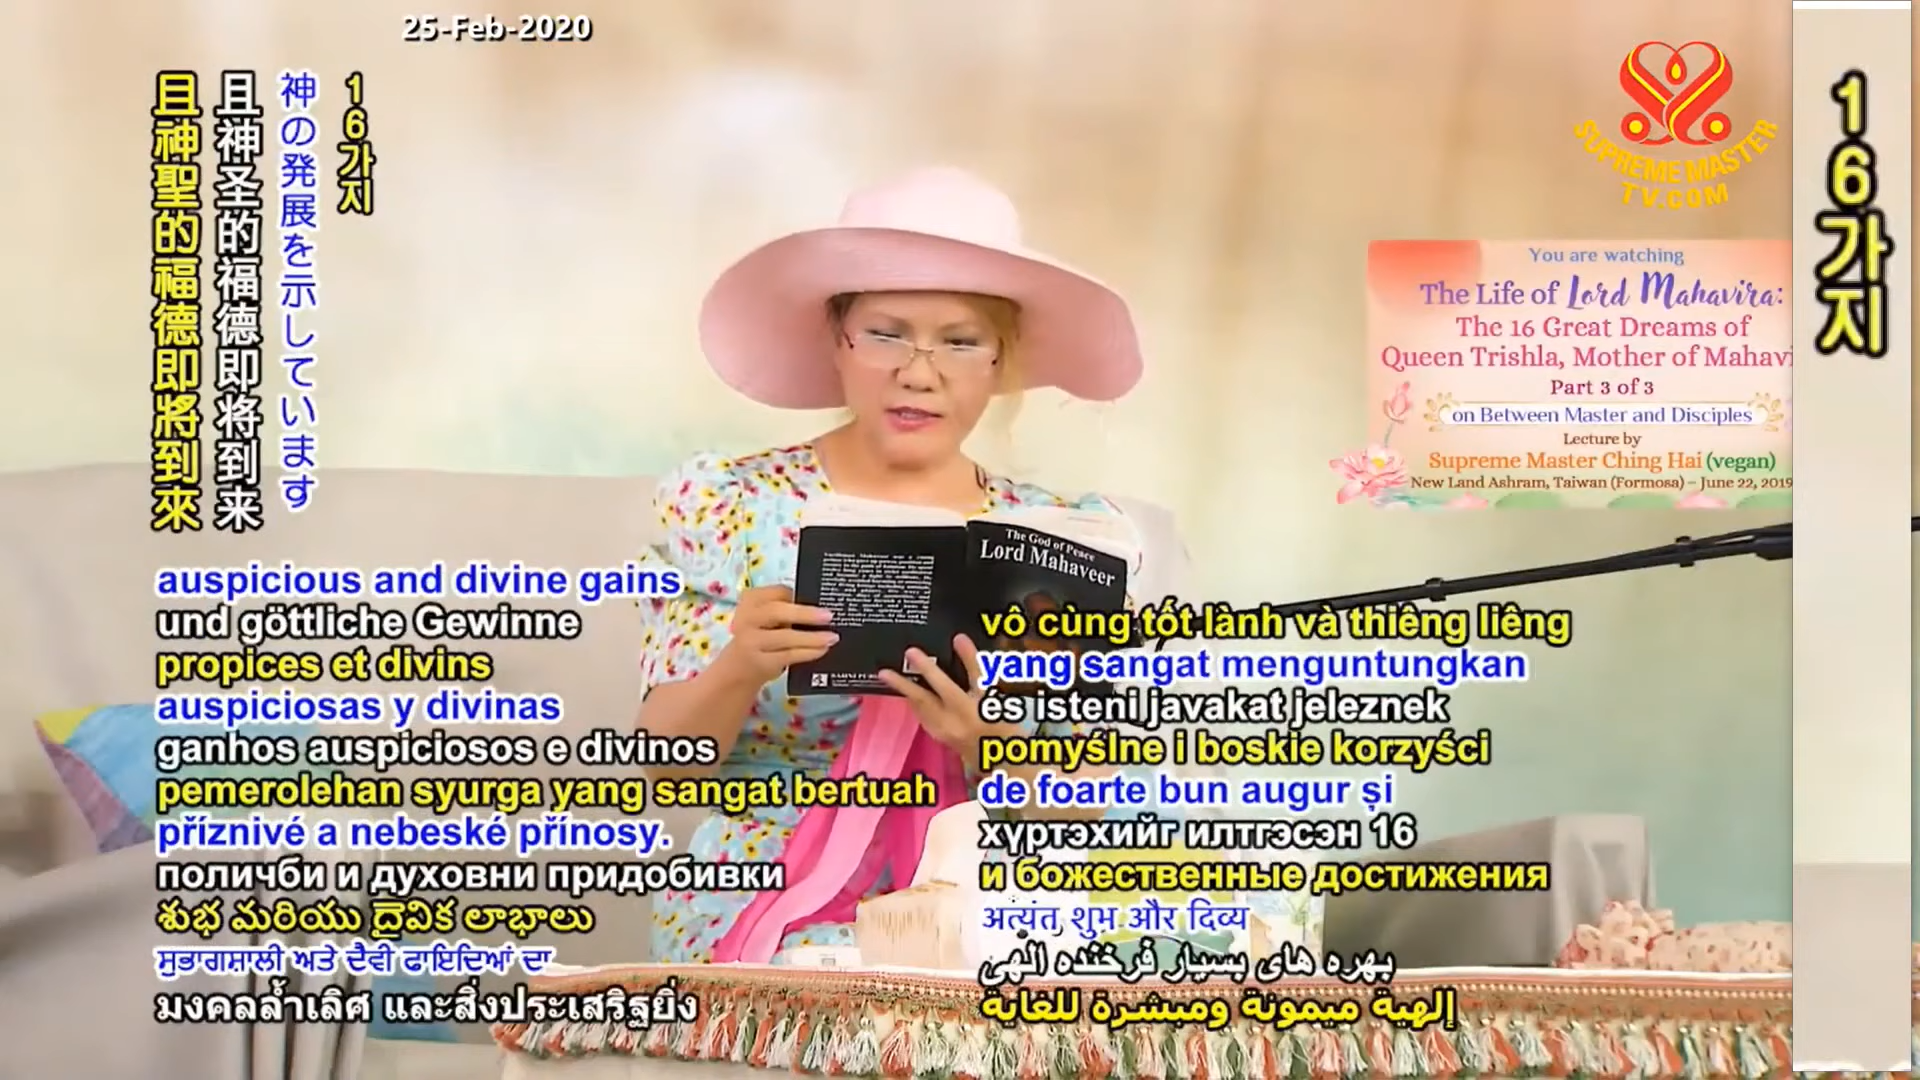 25-Feb-2020
SUPREME MASTER
TV.COM
16가지
神の発展を示しています
且神圣的福德即将到来
且神聖的福德即將到來
16가지
You are watching
The Life of Lord Mahavira:
The 16 Great Dreams of
Queen Trishla, Mother of Mahavi
Part 3 of 3
on Between Master and Disciples
Lecture by
Supreme Master Ching Hai (vegan)
New Land Ashram, Taiwan (Formosa) – June 22, 2019
The God of Peace
Lord Mahaveer
auspicious and divine gains
und göttliche Gewinne
propices et divins
auspiciosas y divinas
ganhos auspiciosos e divinos
pemerolehan syurga yang sangat bertuah
příznivé a nebeské přínosy.
поличби и духовни придобивки
శుభ మరియు దైవిక లాభాలు
ਸੁਭਾਗਸ਼ਾਲੀ ਅਤੇ ਦੈਵੀ ਫਾਇਦਿਆਂ ਦਾ
มงคลล้ำเลิศ และสิ่งประเสริฐยิ่ง
vô cùng tốt lành và thiêng liêng
yang sangat menguntungkan
és isteni javakat jeleznek
pomyślne i boskie korzyści
de foarte bun augur și
хүртэхийг илтгэсэн 16
и божественные достижения
अत्यंत शुभ और दिव्य
بهره های بسیار فرخنده الهی
إلهية ميمونة ومبشرة للغاية